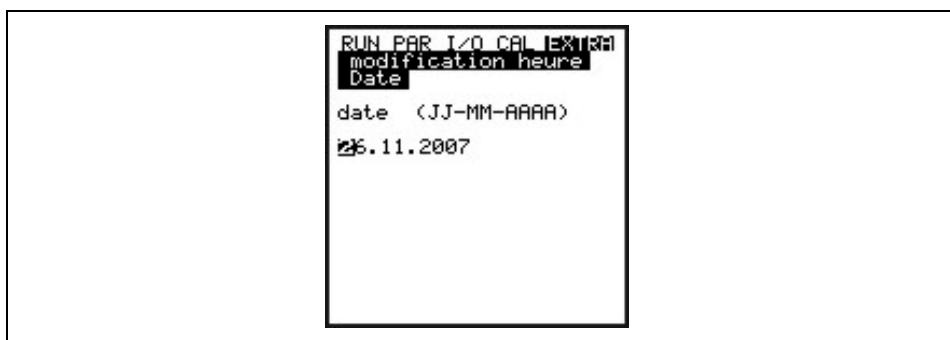 RUN PAR I/O CAL EXTRA
modification heure
Date
date (JJ-MM-AAAA)
26.11.2007